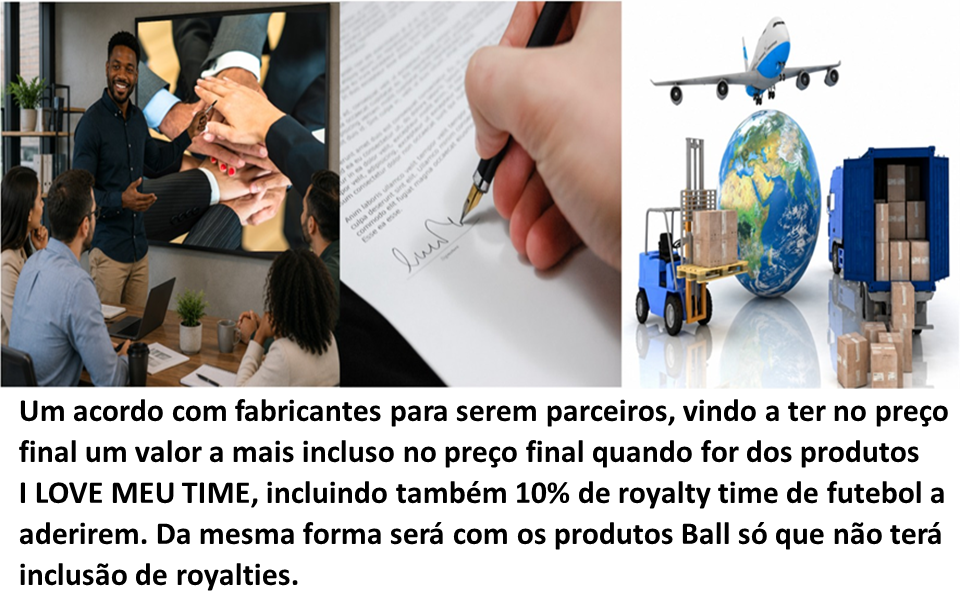 Anim laboris
Um acordo com fabricantes para serem parceiros, vindo a ter no preço
final um valor a mais incluso no preço final quando for dos produtos
I LOVE MEU TIME, incluindo também 10% de royalty time de futebol a
aderirem. Da mesma forma será com os produtos Ball só que não terá
inclusão de royalties.